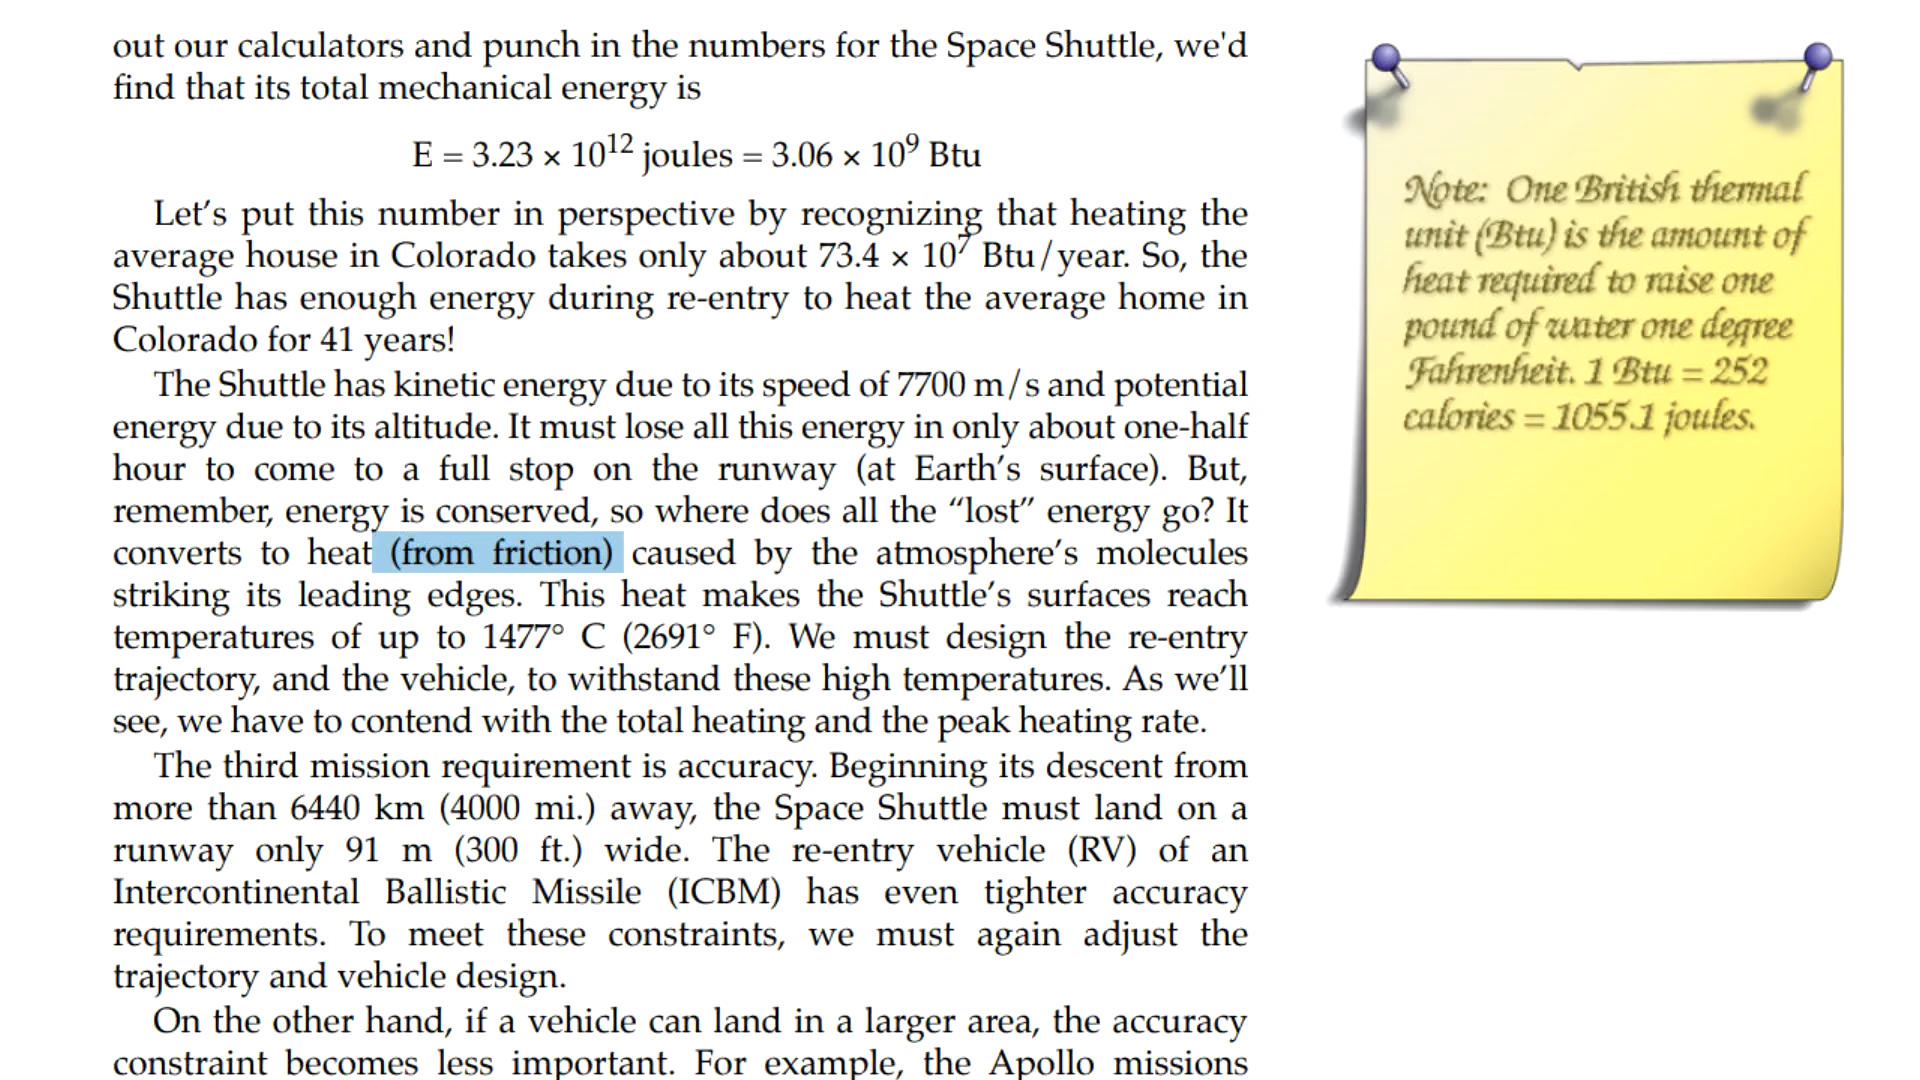 out our calculators and punch in the numbers for the Space Shuttle, we'd
find that its total mechanical energy is
E = 3.23 × 10¹² joules = 3.06 × 10⁹ Btu
Let's put this number in perspective by recognizing that heating the
average house in Colorado takes only about 73.4 × 10⁷ Btu/year. So, the
Shuttle has enough energy during re-entry to heat the average home in
Colorado for 41 years!
The Shuttle has kinetic energy due to its speed of 7700 m/s and potential
energy due to its altitude. It must lose all this energy in only about one-half
hour to come to a full stop on the runway (at Earth's surface). But,
remember, energy is conserved, so where does all the “lost” energy go? It
converts to heat (from friction) caused by the atmosphere's molecules
striking its leading edges. This heat makes the Shuttle's surfaces reach
temperatures of up to 1477° C (2691° F). We must design the re-entry
trajectory, and the vehicle, to withstand these high temperatures. As we'll
see, we have to contend with the total heating and the peak heating rate.
The third mission requirement is accuracy. Beginning its descent from
more than 6440 km (4000 mi.) away, the Space Shuttle must land on a
runway only 91 m (300 ft.) wide. The re-entry vehicle (RV) of an
Intercontinental Ballistic Missile (ICBM) has even tighter accuracy
requirements. To meet these constraints, we must again adjust the
trajectory and vehicle design.
On the other hand, if a vehicle can land in a larger area, the accuracy
constraint becomes less important. For example, the Apollo missions
Note: One British thermal
unit (Btu) is the amount of
heat required to raise one
pound of water one degree
Fahrenheit. 1 Btu = 252
calories = 1055.1 joules.